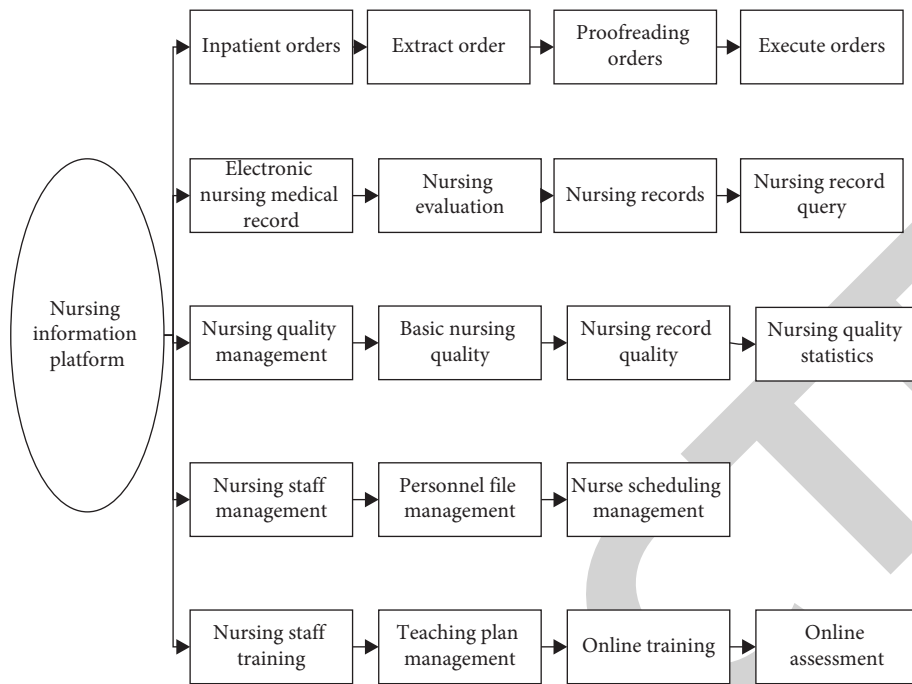 Inpatient orders
Extract order
Proofreading
orders
Execute orders
Electronic
nursing medical
record
Nursing
evaluation
Nursing records
Nursing record
query
Nursing
information
platform
Nursing quality
management
Basic nursing
quality
Nursing record
quality
Nursing quality
statistics
Nursing staff
management
Personnel file
management
Nurse scheduling
management
Nursing staff
training
Teaching plan
management
Online training
Online
assessment